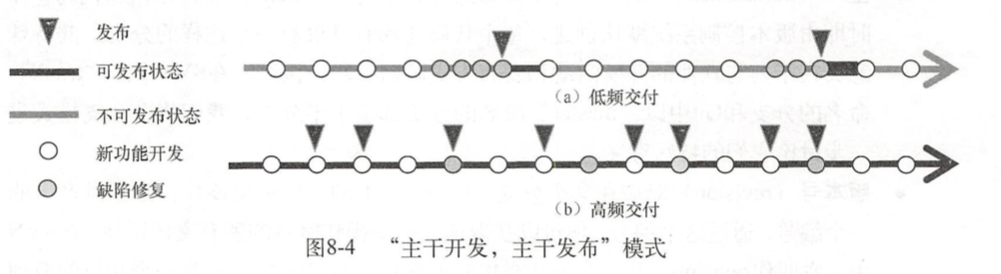 发布
可发布状态
不可发布状态
新功能开发
缺陷修复
（a）低频交付
（b）高频交付
图8-4 “主干开发，主干发布”模式